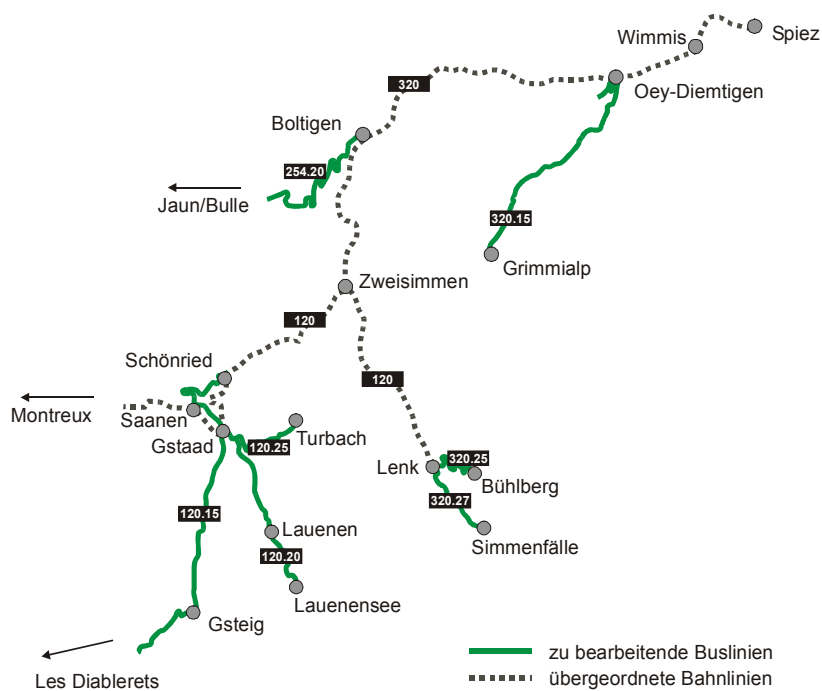 Spiez
Wimmis
320
Oey-Diemtigen
Boltigen
254.20
Jaun/Bulle
320.15
Grimmialp
Zweisimmen
120
Schönried
120
Montreux
Saanen
Gstaad
120.25
Turbach
Lenk
320.25
Bühlberg
320.27
120.15
Lauenen
Simmenfälle
120.20
Lauenensee
Gsteig
Les Diablerets
zu bearbeitende Buslinien
übergeordnete Bahnlinien